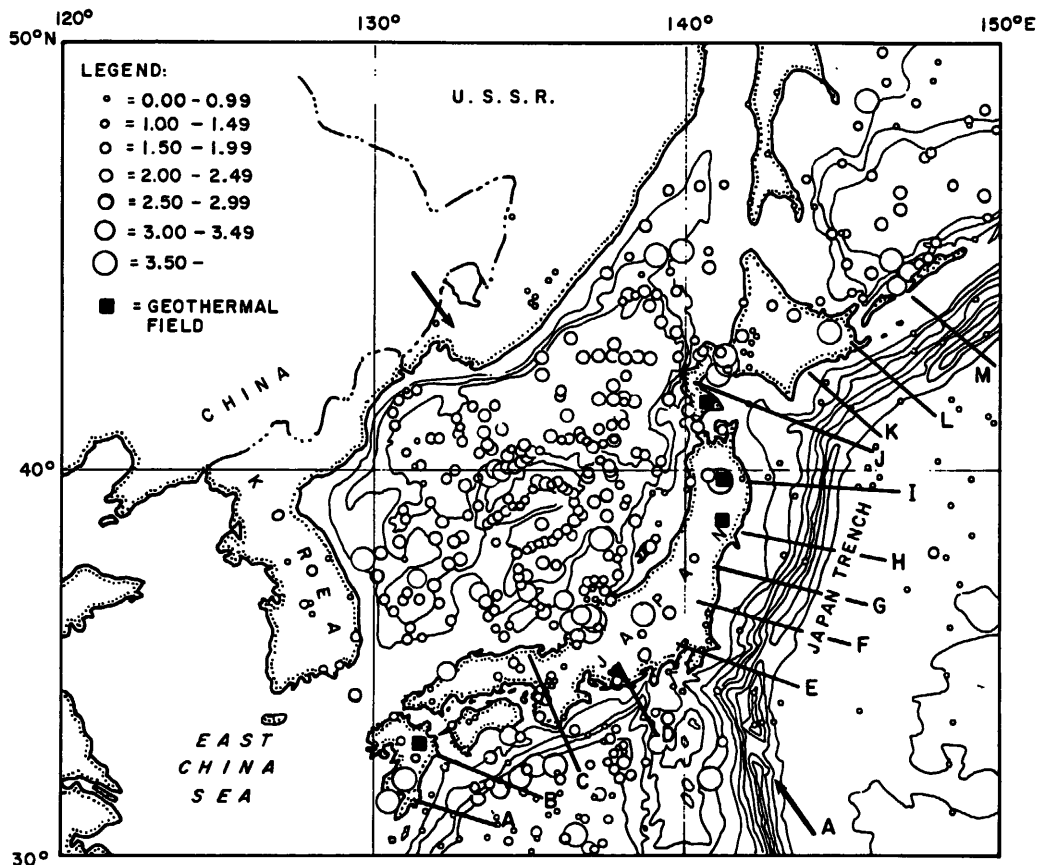 120° 130° 140° 150°E
50°N
LEGEND:
= 0.00 - 0.99
= 1.00 - 1.49
= 1.50 - 1.99
= 2.00 - 2.49
= 2.50 - 2.99
= 3.00 - 3.49
= 3.50 -
= GEOTHERMAL
FIELD
U. S. S. R.
CHINA
M
L
K
J
40°
I
KOREA
JAPAN
JAPAN TRENCH
H
G
F
E
D
EAST
CHINA
SEA
C
B
A
A
30°